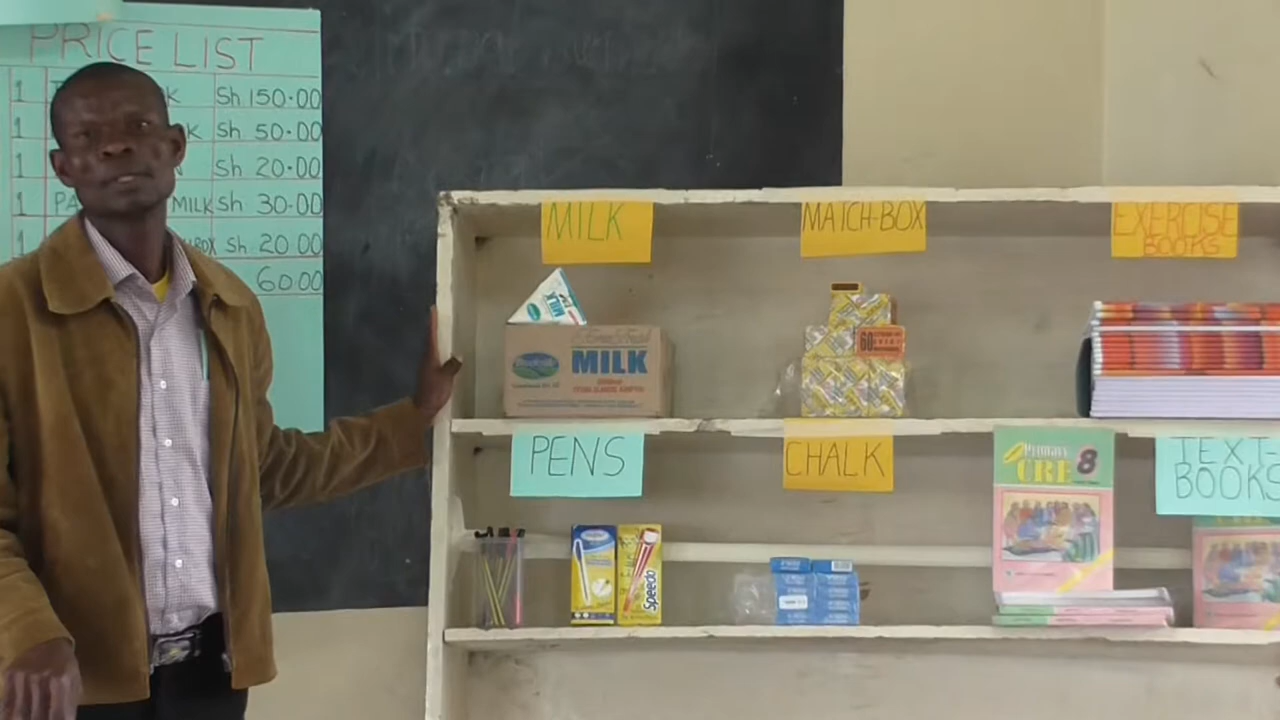 PRICE LIST
1 K Sh 150.00
1 K Sh 50.00
1 Sh 20.00
1 PA MILK Sh 30.00
1 BOX Sh 20.00
60.00
MILK
MATCH-BOX
EXERCISE
BOOKS
MILK
MILK
60
PENS
CHALK
TEXT-
BOOKS
Primary
CRE 8
Speedo